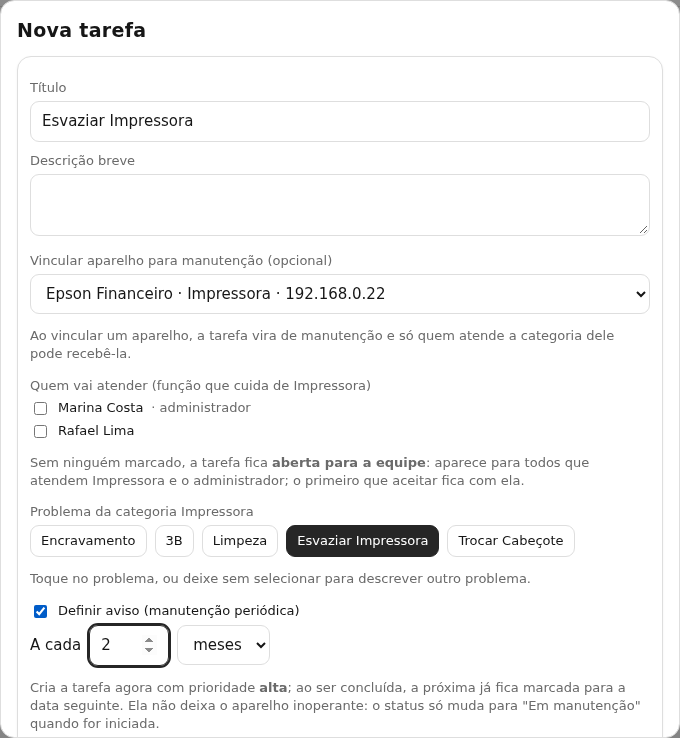 Nova tarefa
Título
Esvaziar Impressora
Descrição breve
Vincular aparelho para manutenção (opcional)
Epson Financeiro · Impressora · 192.168.0.22
Ao vincular um aparelho, a tarefa vira de manutenção e só quem atende a categoria dele
pode recebê-la.
Quem vai atender (função que cuida de Impressora)
Marina Costa · administrador
Rafael Lima
Sem ninguém marcado, a tarefa fica aberta para a equipe: aparece para todos que
atendem Impressora e o administrador; o primeiro que aceitar fica com ela.
Problema da categoria Impressora
Encravamento 3B Limpeza Esvaziar Impressora Trocar Cabeçote
Toque no problema, ou deixe sem selecionar para descrever outro problema.
Definir aviso (manutenção periódica)
A cada 2 meses
Cria a tarefa agora com prioridade alta; ao ser concluída, a próxima já fica marcada para a
data seguinte. Ela não deixa o aparelho inoperante: o status só muda para "Em manutenção"
quando for iniciada.